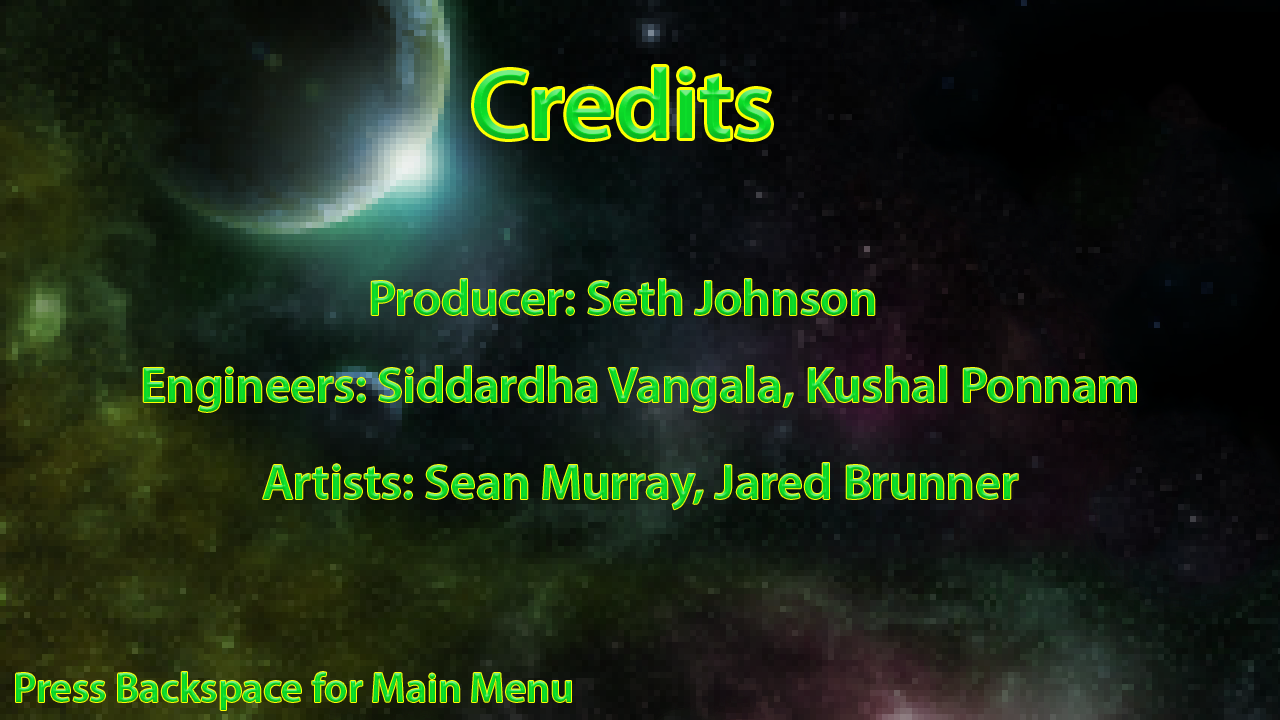 Credits
Producer: Seth Johnson
Engineers: Siddardha Vangala, Kushal Ponnam
Artists: Sean Murray, Jared Brunner
Press Backspace for Main Menu